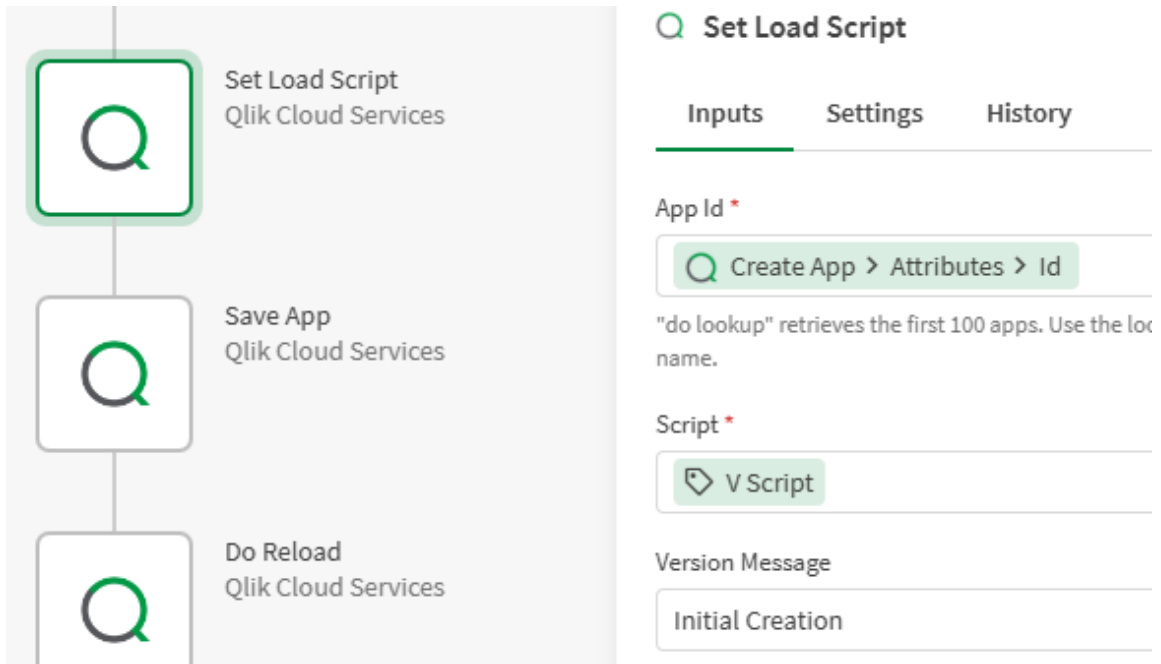 Set Load Script
Qlik Cloud Services
Save App
Qlik Cloud Services
Do Reload
Qlik Cloud Services
Set Load Script
Inputs Settings History
App Id *
Create App > Attributes > Id
"do lookup" retrieves the first 100 apps. Use the
name.
Script *
V Script
Version Message
Initial Creation